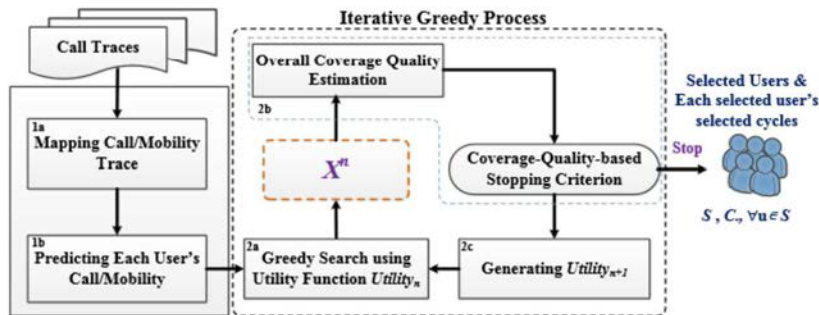 Iterative Greedy Process
Call Traces
Overall Coverage Quality
Estimation
2b
Selected Users &
Each selected user's
selected cycles
1a
Mapping Call/Mobility
Trace
Xⁿ
Coverage-Quality-based
Stopping Criterion
Stop
S , Cᵤ, ∀u∈S
1b
Predicting Each User's
Call/Mobility
2a
Greedy Search using
Utility Function Utilityₙ
2c
Generating Utilityₙ₊₁